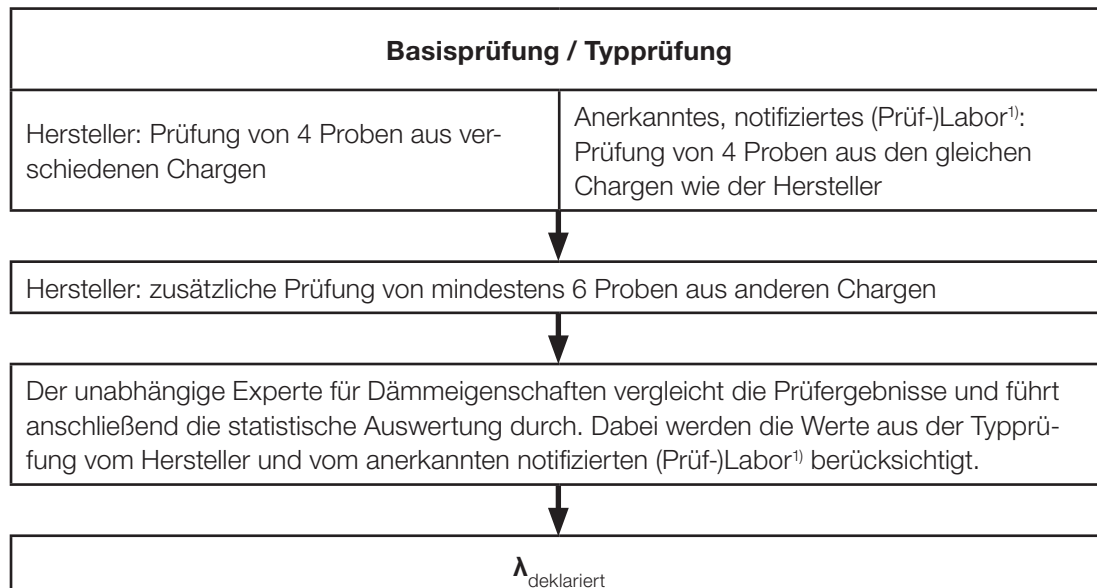 Basisprüfung / Typprüfung
Hersteller: Prüfung von 4 Proben aus ver-
schiedenen Chargen
Anerkanntes, notifiziertes (Prüf-)Labor¹⁾:
Prüfung von 4 Proben aus den gleichen
Chargen wie der Hersteller
Hersteller: zusätzliche Prüfung von mindestens 6 Proben aus anderen Chargen
Der unabhängige Experte für Dämmeigenschaften vergleicht die Prüfergebnisse und führt
anschließend die statistische Auswertung durch. Dabei werden die Werte aus der Typprü-
fung vom Hersteller und vom anerkannten notifizierten (Prüf-)Labor¹⁾ berücksichtigt.
λ deklariert